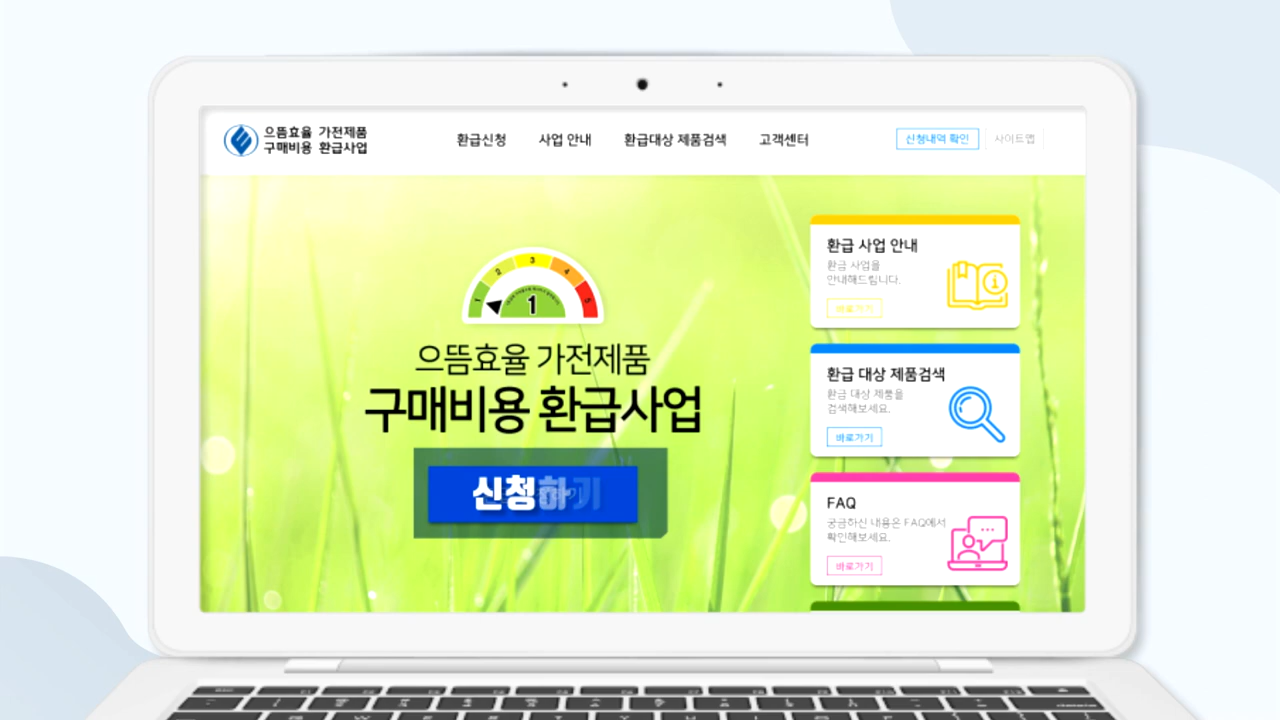 으뜸효율 가전제품
구매비용 환급사업
환급신청 사업 안내 환급대상 제품검색 고객센터
신청내역 확인 사이트맵
1 2 3 4 5
1
으뜸효율 가전제품
구매비용 환급사업
신청하기
환급 사업 안내
환금 사업을
안내해드립니다.
바로가기
환급 대상 제품검색
환금 대상 제품을
검색해보세요.
바로가기
FAQ
궁금하신 내용은 FAQ에서
확인해보세요.
바로가기